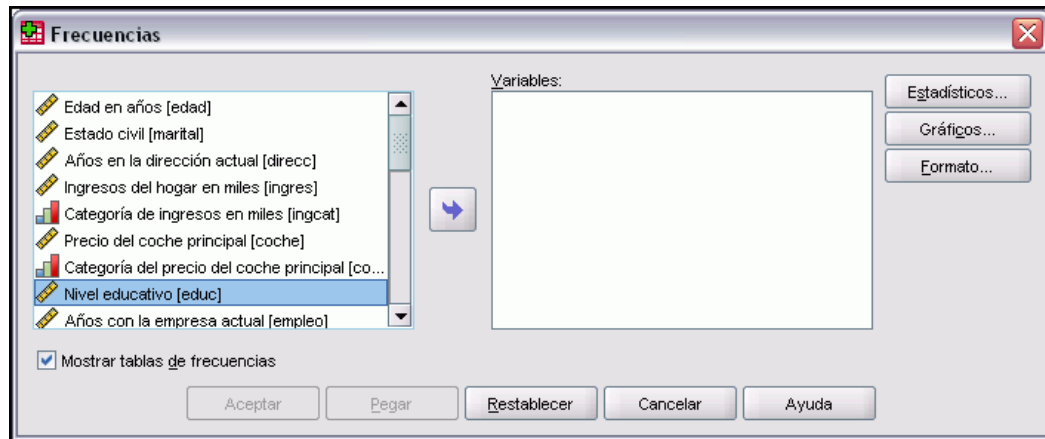 Frecuencias
Variables:
Edad en años [edad]
Estado civil [marital]
Años en la dirección actual [direcc]
Ingresos del hogar en miles [ingres]
Categoría de ingresos en miles [ingcat]
Precio del coche principal [coche]
Categoría del precio del coche principal [co...
Nivel educativo [educ]
Años con la empresa actual [empleo]
Estadísticos...
Gráficos...
Formato...
Mostrar tablas de frecuencias
Aceptar
Pegar
Restablecer
Cancelar
Ayuda